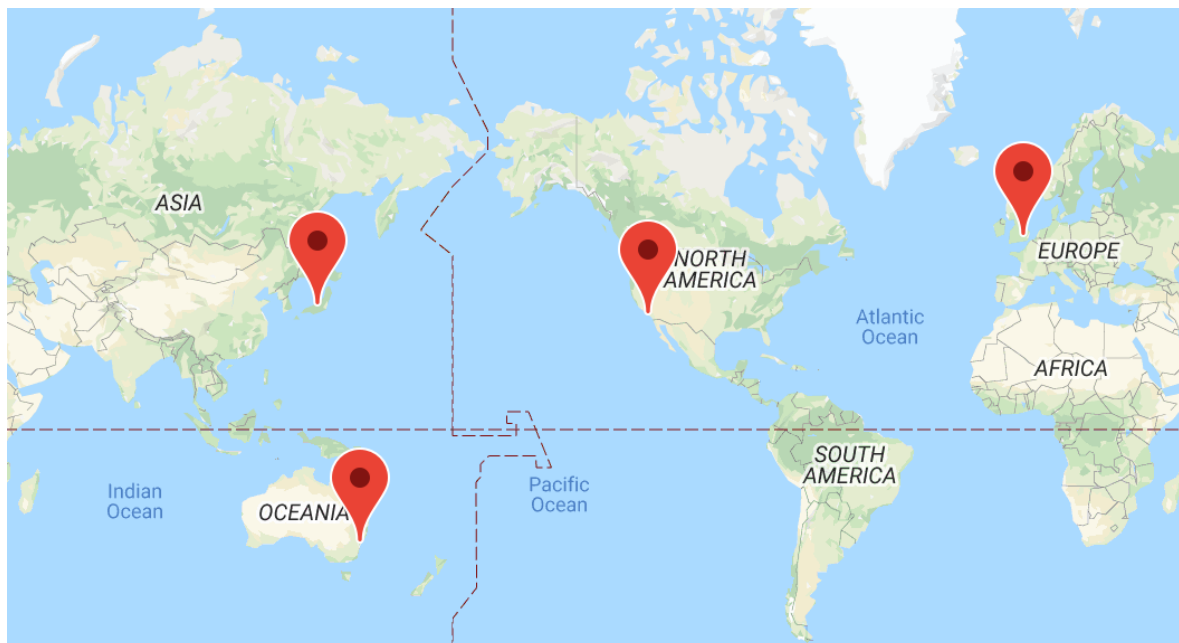 ASIA
NORTH
AMERICA
EUROPE
Atlantic
Ocean
AFRICA
SOUTH
AMERICA
Indian
Ocean
OCEANIA
Pacific
Ocean